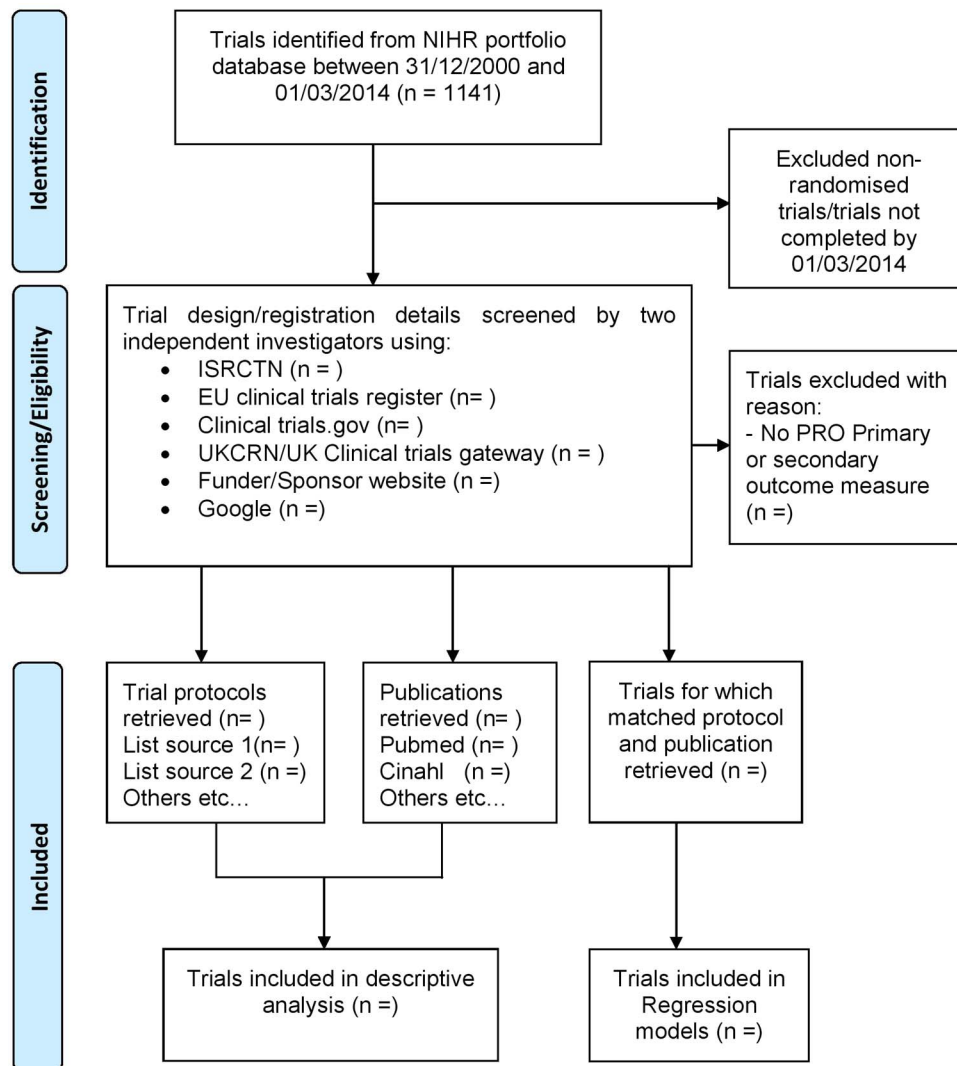 Identification
Trials identified from NIHR portfolio
database between 31/12/2000 and
01/03/2014 (n = 1141)
Excluded non-
randomised
trials/trials not
completed by
01/03/2014
Screening/Eligibility
Trial design/registration details screened by two
independent investigators using:
• ISRCTN (n = )
• EU clinical trials register (n= )
• Clinical trials.gov (n= )
• UKCRN/UK Clinical trials gateway (n = )
• Funder/Sponsor website (n =)
• Google (n =)
Trials excluded with
reason:
- No PRO Primary
or secondary
outcome measure
(n =)
Included
Trial protocols
retrieved (n= )
List source 1(n= )
List source 2 (n =)
Others etc…
Publications
retrieved (n= )
Pubmed (n= )
Cinahl (n =)
Others etc…
Trials for which
matched protocol
and publication
retrieved (n =)
Trials included in descriptive
analysis (n =)
Trials included in
Regression
models (n =)